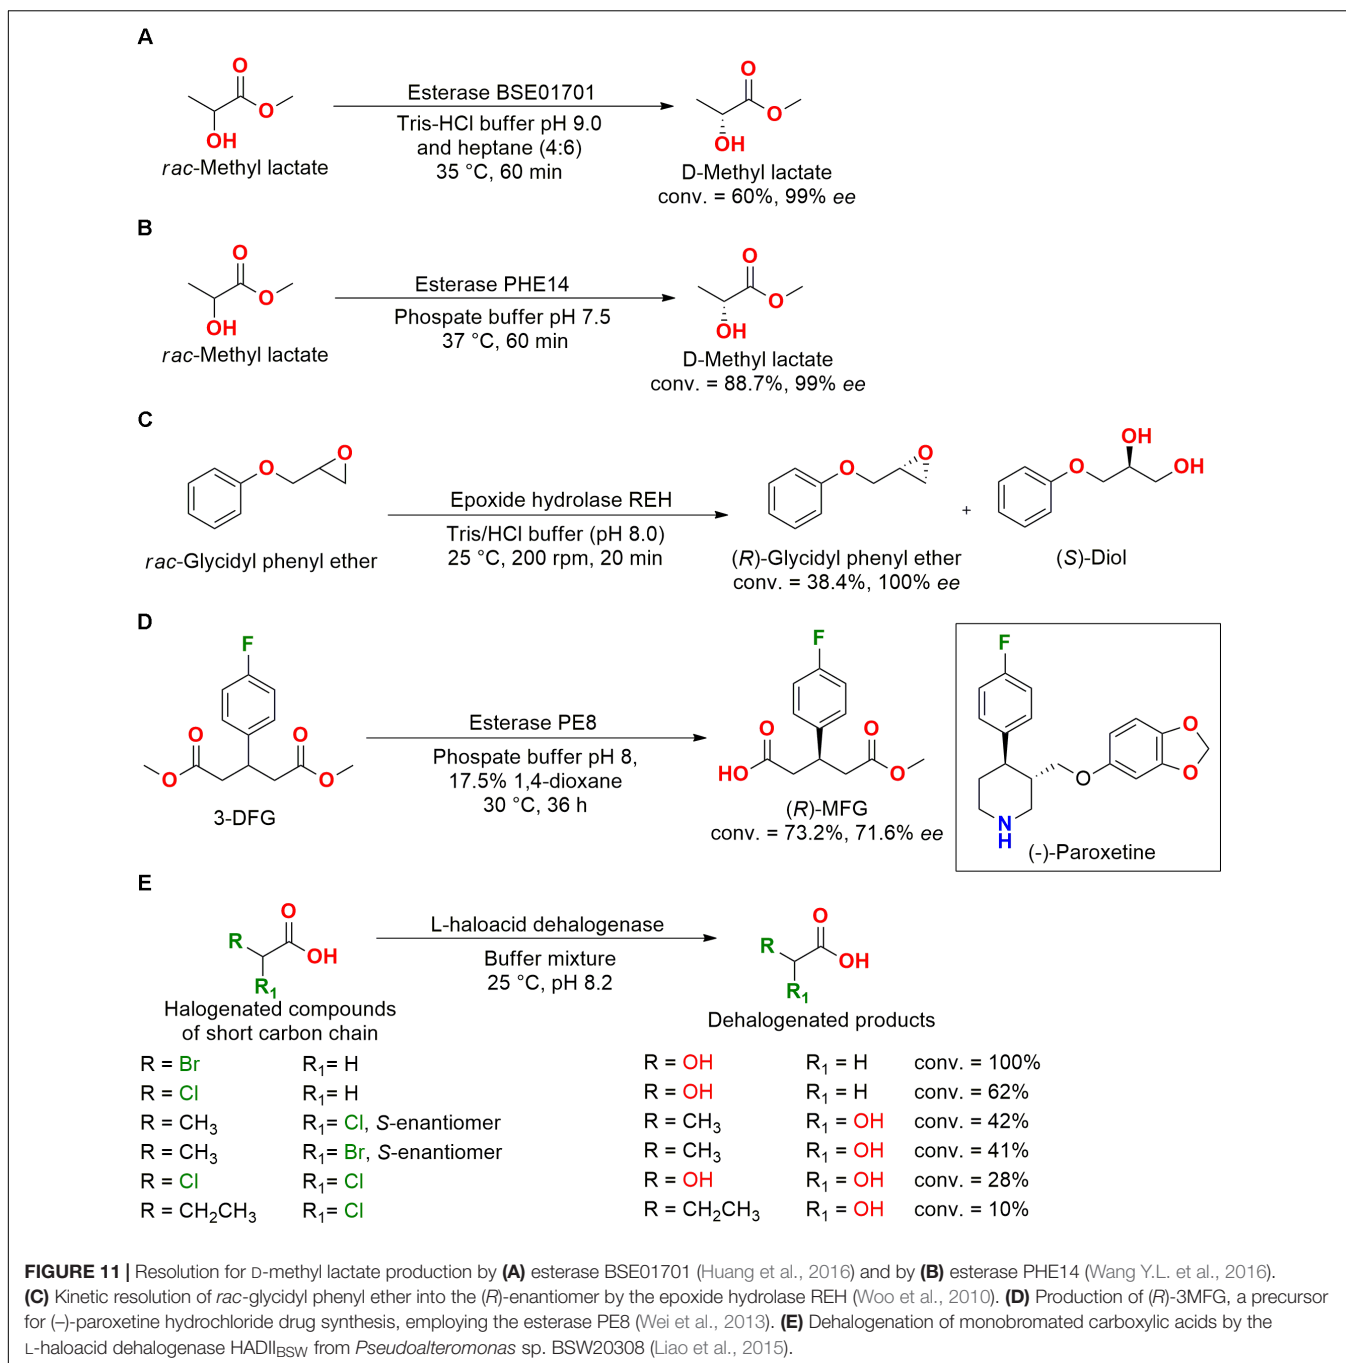 A
O
O
OH
rac-Methyl lactate
Esterase BSE01701
Tris-HCl buffer pH 9.0
and heptane (4:6)
35 °C, 60 min
O
O
OH
D-Methyl lactate
conv. = 60%, 99% ee
B
O
O
OH
rac-Methyl lactate
Esterase PHE14
Phospate buffer pH 7.5
37 °C, 60 min
O
O
OH
D-Methyl lactate
conv. = 88.7%, 99% ee
C
O
O
rac-Glycidyl phenyl ether
Epoxide hydrolase REH
Tris/HCl buffer (pH 8.0)
25 °C, 200 rpm, 20 min
O
O
(R)-Glycidyl phenyl ether
conv. = 38.4%, 100% ee
+
OH
O
OH
(S)-Diol
D
F
O
O
O
O
3-DFG
Esterase PE8
Phospate buffer pH 8,
17.5% 1,4-dioxane
30 °C, 36 h
F
O
O
HO
O
(R)-MFG
conv. = 73.2%, 71.6% ee
F
O
O
O
N
H
(-)-Paroxetine
E
O
R
OH
R1
Halogenated compounds
of short carbon chain
L-haloacid dehalogenase
Buffer mixture
25 °C, pH 8.2
O
R
OH
R1
Dehalogenated products
R = Br R1= H R = OH R1 = H conv. = 100%
R = Cl R1= H R = OH R1 = H conv. = 62%
R = CH3 R1= Cl, S-enantiomer R = CH3 R1 = OH conv. = 42%
R = CH3 R1= Br, S-enantiomer R = CH3 R1 = OH conv. = 41%
R = Cl R1= Cl R = OH R1 = OH conv. = 28%
R = CH2CH3 R1= Cl R = CH2CH3 R1 = OH conv. = 10%
FIGURE 11 | Resolution for D-methyl lactate production by (A) esterase BSE01701 (Huang et al., 2016) and by (B) esterase PHE14 (Wang Y.L. et al., 2016).
(C) Kinetic resolution of rac-glycidyl phenyl ether into the (R)-enantiomer by the epoxide hydrolase REH (Woo et al., 2010). (D) Production of (R)-3MFG, a precursor
for (–)-paroxetine hydrochloride drug synthesis, employing the esterase PE8 (Wei et al., 2013). (E) Dehalogenation of monobromated carboxylic acids by the
L-haloacid dehalogenase HADIIBSW from Pseudoalteromonas sp. BSW20308 (Liao et al., 2015).